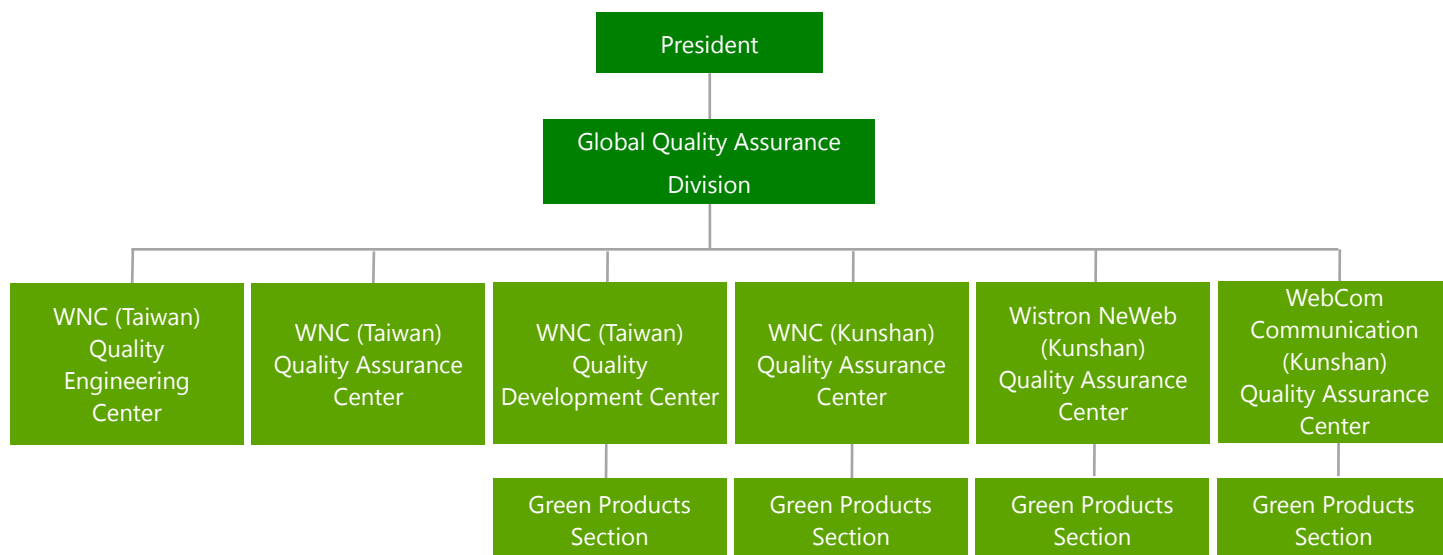 President
Global Quality Assurance
Division
WNC (Taiwan)
Quality
Engineering
Center
WNC (Taiwan)
Quality Assurance
Center
WNC (Taiwan)
Quality
Development Center
WNC (Kunshan)
Quality Assurance
Center
Wistron NeWeb
(Kunshan)
Quality Assurance
Center
WebCom
Communication
(Kunshan)
Quality Assurance
Center
Green Products
Section
Green Products
Section
Green Products
Section
Green Products
Section